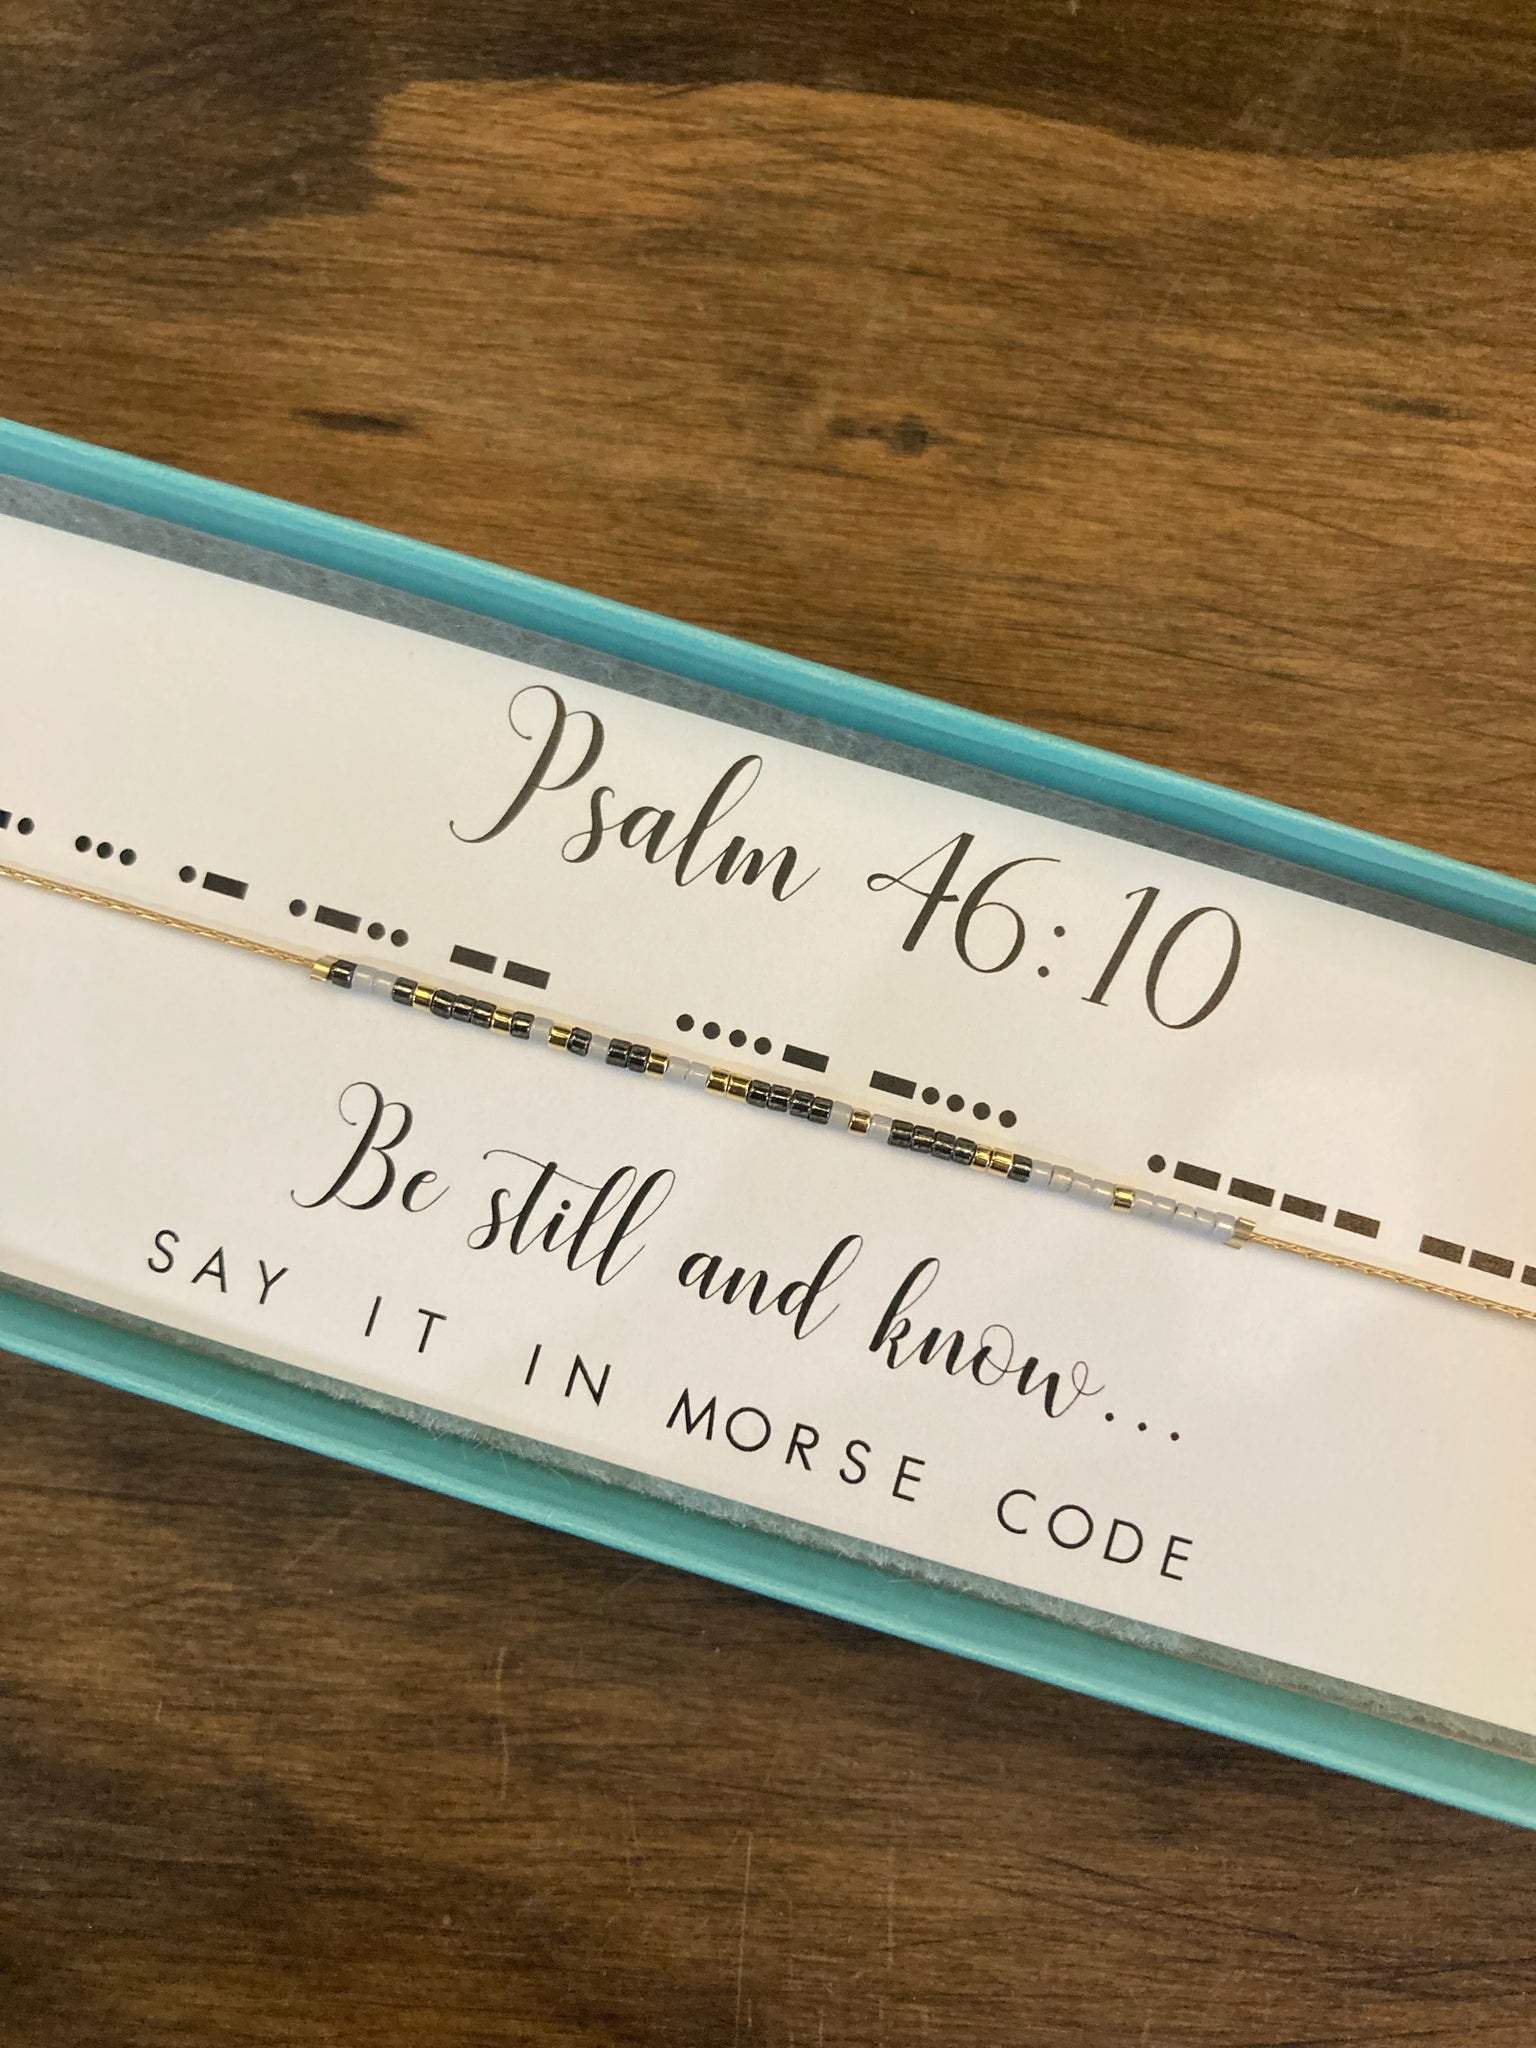 Psalm 46:10
Be still and know...
SAY IT IN MORSE CODE